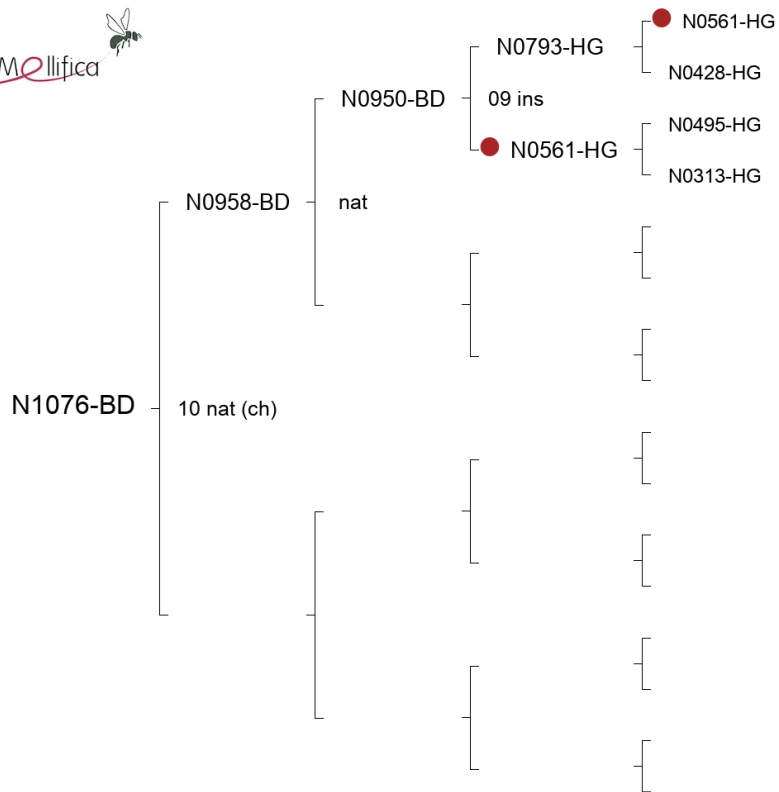 Mellifica
N0561-HG
N0793-HG
N0428-HG
N0950-BD
09 ins
N0495-HG
N0561-HG
N0313-HG
N0958-BD
nat
N1076-BD
10 nat (ch)